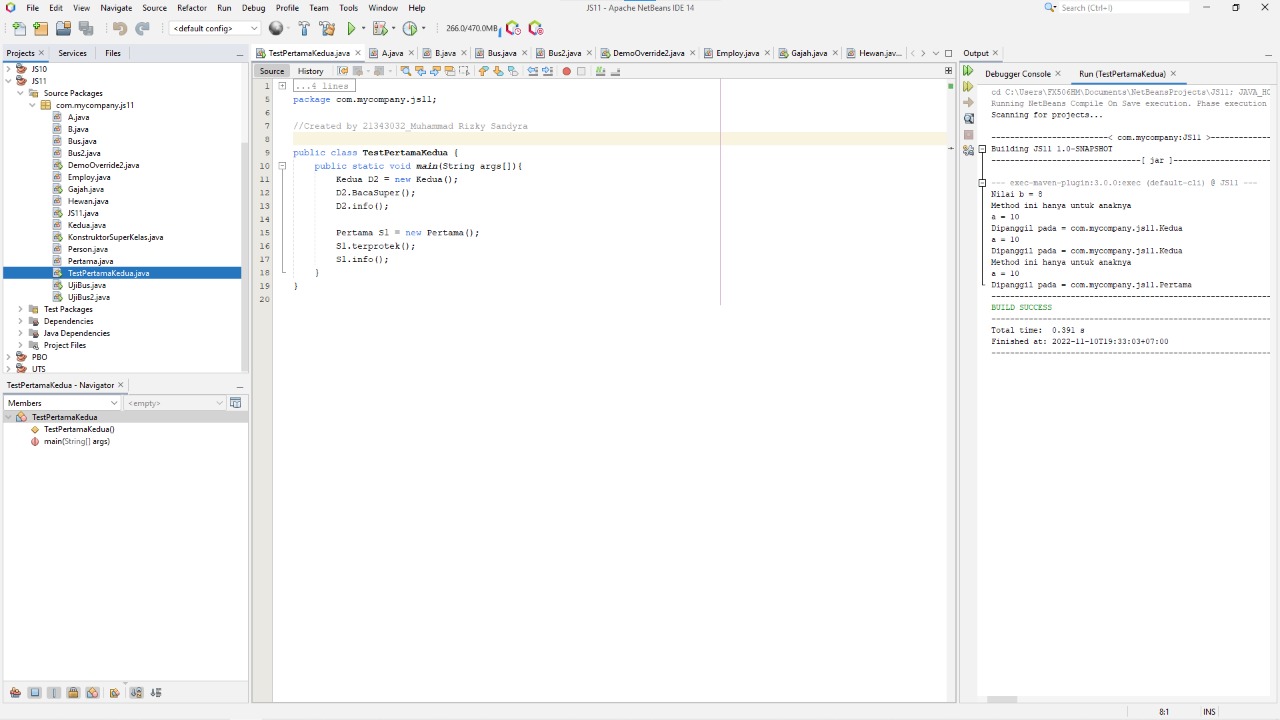 File Edit View Navigate Source Refactor Run Debug Profile Team Tools Window Help
JS11 - Apache NetBeans IDE 14
Search (Ctrl+I)
<default config>
266.0/470.0MB
Projects
Services
Files
JS10
JS11
Source Packages
com.mycompany.js11
A.java
B.java
Bus.java
Bus2.java
DemoOverride2.java
Employ.java
Gajah.java
Hewan.java
JS11.java
Kedua.java
KonstruktorSuperKelas.java
Person.java
Pertama.java
TestPertamaKedua.java
UjiBus.java
UjiBus2.java
Test Packages
Dependencies
Java Dependencies
Project Files
PBO
UTS
TestPertamaKedua - Navigator
Members
<empty>
TestPertamaKedua
TestPertamaKedua()
main(String[] args)
TestPertamaKedua.java A.java B.java Bus.java Bus2.java DemoOverride2.java Employ.java Gajah.java Hewan.jav...
Source History
1 ...4 lines
5 package com.mycompany.js11;
6
7 //Created by 21343032_Muhammad Rizky Sandyra
8
9 public class TestPertamaKedua {
10 public static void main(String args[]){
11 Kedua D2 = new Kedua();
12 D2.BacaSuper();
13 D2.info();
14
15 Pertama S1 = new Pertama();
16 S1.terprotek();
17 S1.info();
18 }
19 }
20
Output
Debugger Console
Run (TestPertamaKedua)
cd C:\Users\FX506HM\Documents\NetBeansProjects\JS11; JAVA_HO
Running NetBeans Compile On Save execution. Phase execution
Scanning for projects...
------------------------< com.mycompany:JS11 >-----------
Building JS11 1.0-SNAPSHOT
--------------------------------[ jar ]------------------
--- exec-maven-plugin:3.0.0:exec (default-cli) @ JS11 ---
Nilai b = 8
Method ini hanya untuk anaknya
a = 10
Dipanggil pada = com.mycompany.js11.Kedua
a = 10
Dipanggil pada = com.mycompany.js11.Kedua
Method ini hanya untuk anaknya
a = 10
Dipanggil pada = com.mycompany.js11.Pertama
------------------------------------------------------------
BUILD SUCCESS
------------------------------------------------------------
Total time: 0.391 s
Finished at: 2022-11-10T19:33:03+07:00
------------------------------------------------------------
8:1
INS